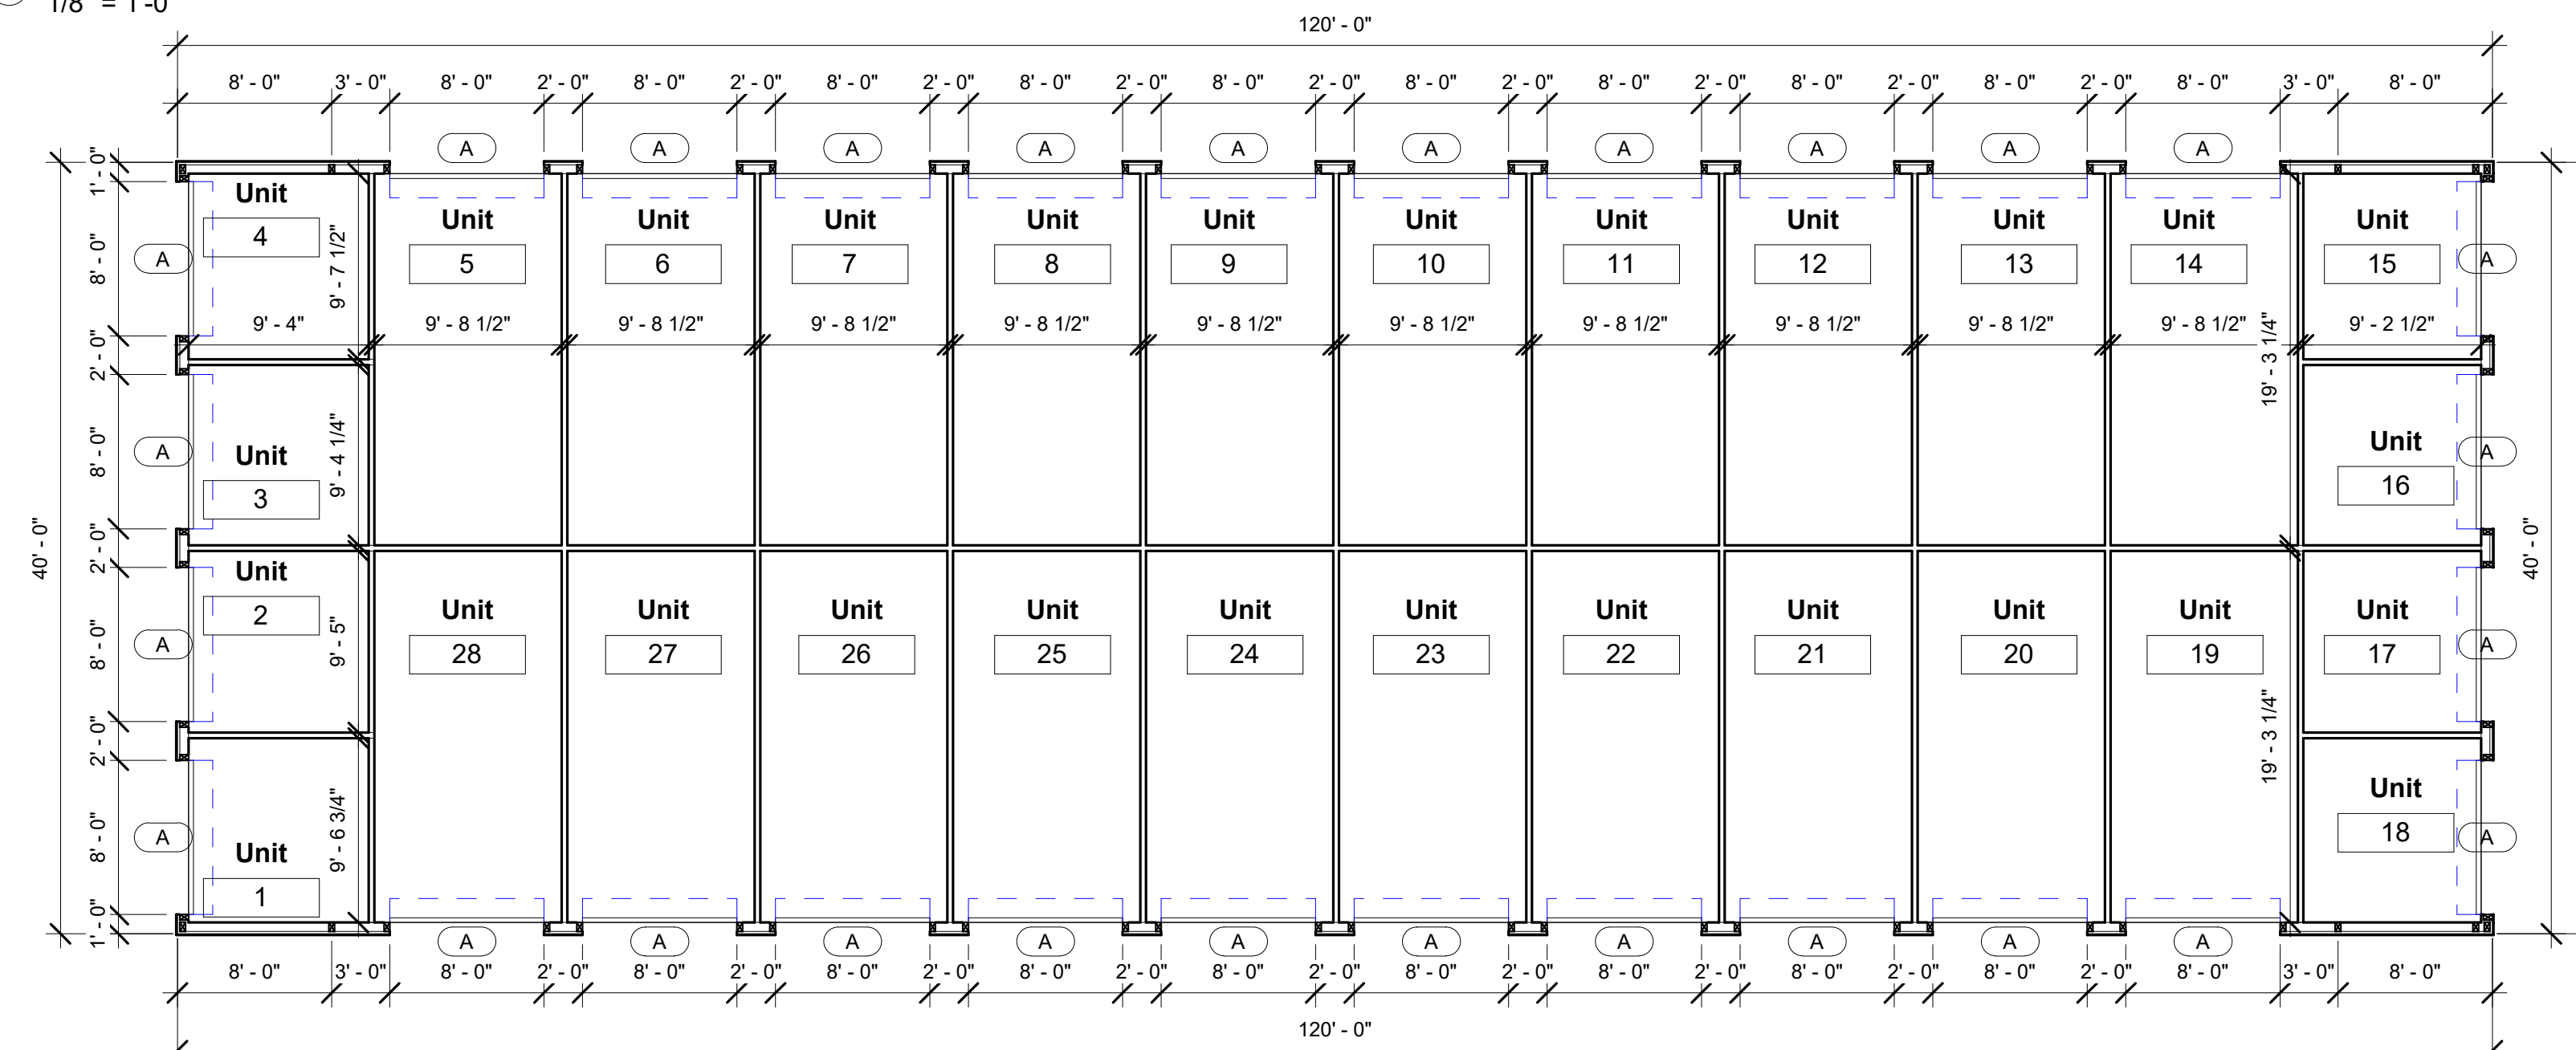 1/8" = 1'-0"
120' - 0"
8' - 0" 3' - 0" 8' - 0" 2' - 0" 8' - 0" 2' - 0" 8' - 0" 2' - 0" 8' - 0" 2' - 0" 8' - 0" 2' - 0" 8' - 0" 2' - 0" 8' - 0" 2' - 0" 8' - 0" 2' - 0" 8' - 0" 2' - 0" 8' - 0" 3' - 0" 8' - 0"
A A A A A A A A A A
1' - 0"
8' - 0"
2' - 0"
8' - 0"
2' - 0"
8' - 0"
2' - 0"
8' - 0"
1' - 0"
40' - 0"
A
A
A
A
Unit
4
9' - 7 1/2"
Unit
3
9' - 4 1/4"
Unit
2
9' - 5"
Unit
1
9' - 6 3/4"
Unit Unit Unit Unit Unit Unit Unit Unit Unit Unit Unit
5 6 7 8 9 10 11 12 13 14 15
9' - 4" 9' - 8 1/2" 9' - 8 1/2" 9' - 8 1/2" 9' - 8 1/2" 9' - 8 1/2" 9' - 8 1/2" 9' - 8 1/2" 9' - 8 1/2" 9' - 8 1/2" 9' - 8 1/2" 9' - 2 1/2"
19' - 3 1/4"
Unit
16
Unit Unit Unit Unit Unit Unit Unit Unit Unit Unit Unit
28 27 26 25 24 23 22 21 20 19 17
19' - 3 1/4"
Unit
18
A
A
A
A
40' - 0"
A A A A A A A A A A
8' - 0" 3' - 0" 8' - 0" 2' - 0" 8' - 0" 2' - 0" 8' - 0" 2' - 0" 8' - 0" 2' - 0" 8' - 0" 2' - 0" 8' - 0" 2' - 0" 8' - 0" 2' - 0" 8' - 0" 2' - 0" 8' - 0" 2' - 0" 8' - 0" 3' - 0" 8' - 0"
120' - 0"